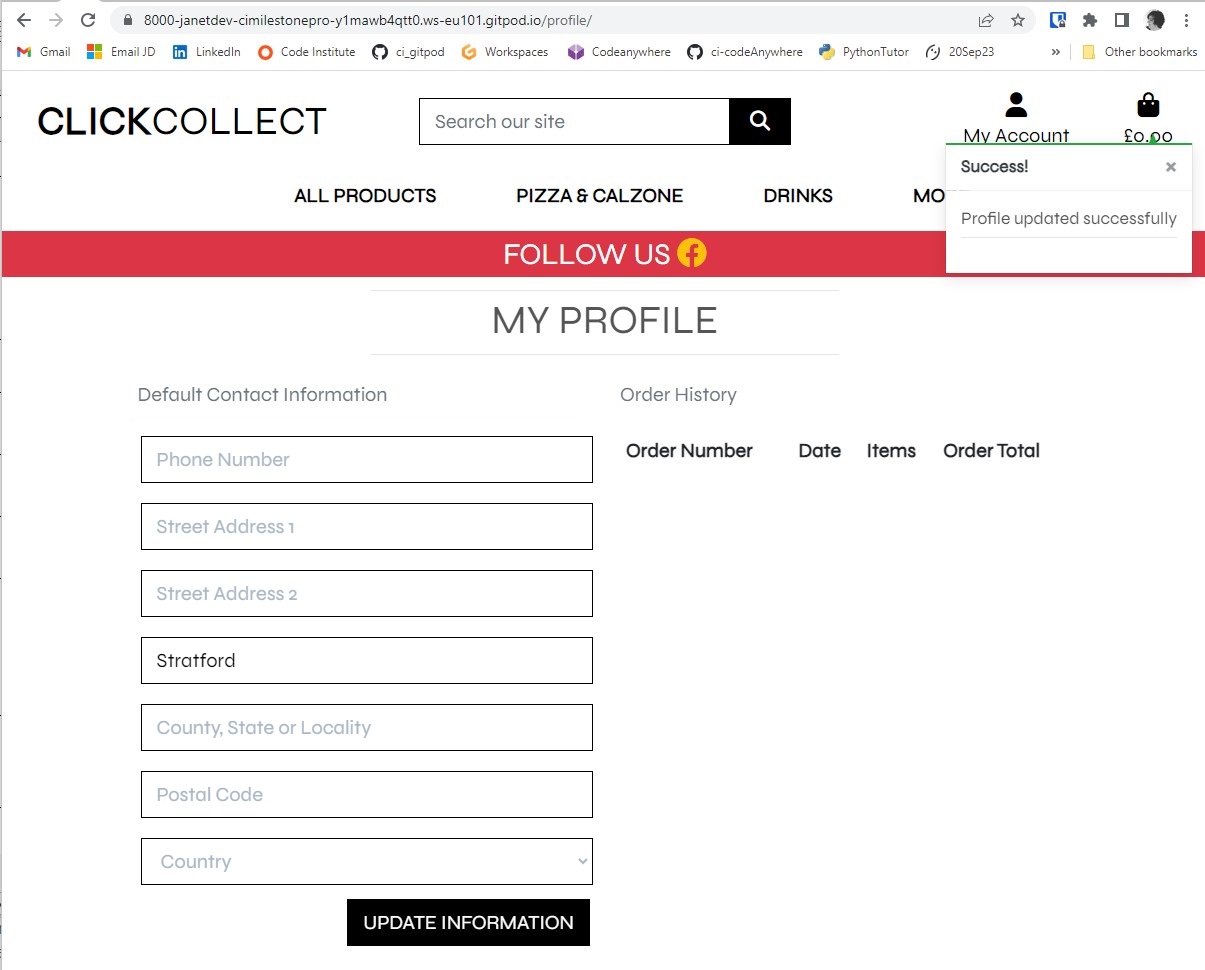 8000-janetdev-cimilestonepro-y1mawb4qtt0.ws-eu101.gitpod.io/profile/
Gmail Email JD LinkedIn Code Institute ci_gitpod Workspaces Codeanywhere ci-codeAnywhere PythonTutor 20Sep23 » Other bookmarks
CLICKCOLLECT
Search our site
My Account
£0.00
ALL PRODUCTS PIZZA & CALZONE DRINKS MO
Success! ×
Profile updated successfully
FOLLOW US
MY PROFILE
Default Contact Information
Order History
Order Number Date Items Order Total
Phone Number
Street Address 1
Street Address 2
Stratford
County, State or Locality
Postal Code
Country
UPDATE INFORMATION